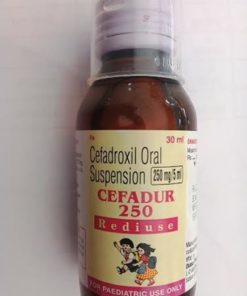 Rx
30 ml
Cefadroxil Oral
Suspension 250 mg/5 ml
CEFADUR
250
Rediuse
FOR PAEDIATRIC USE ONLY